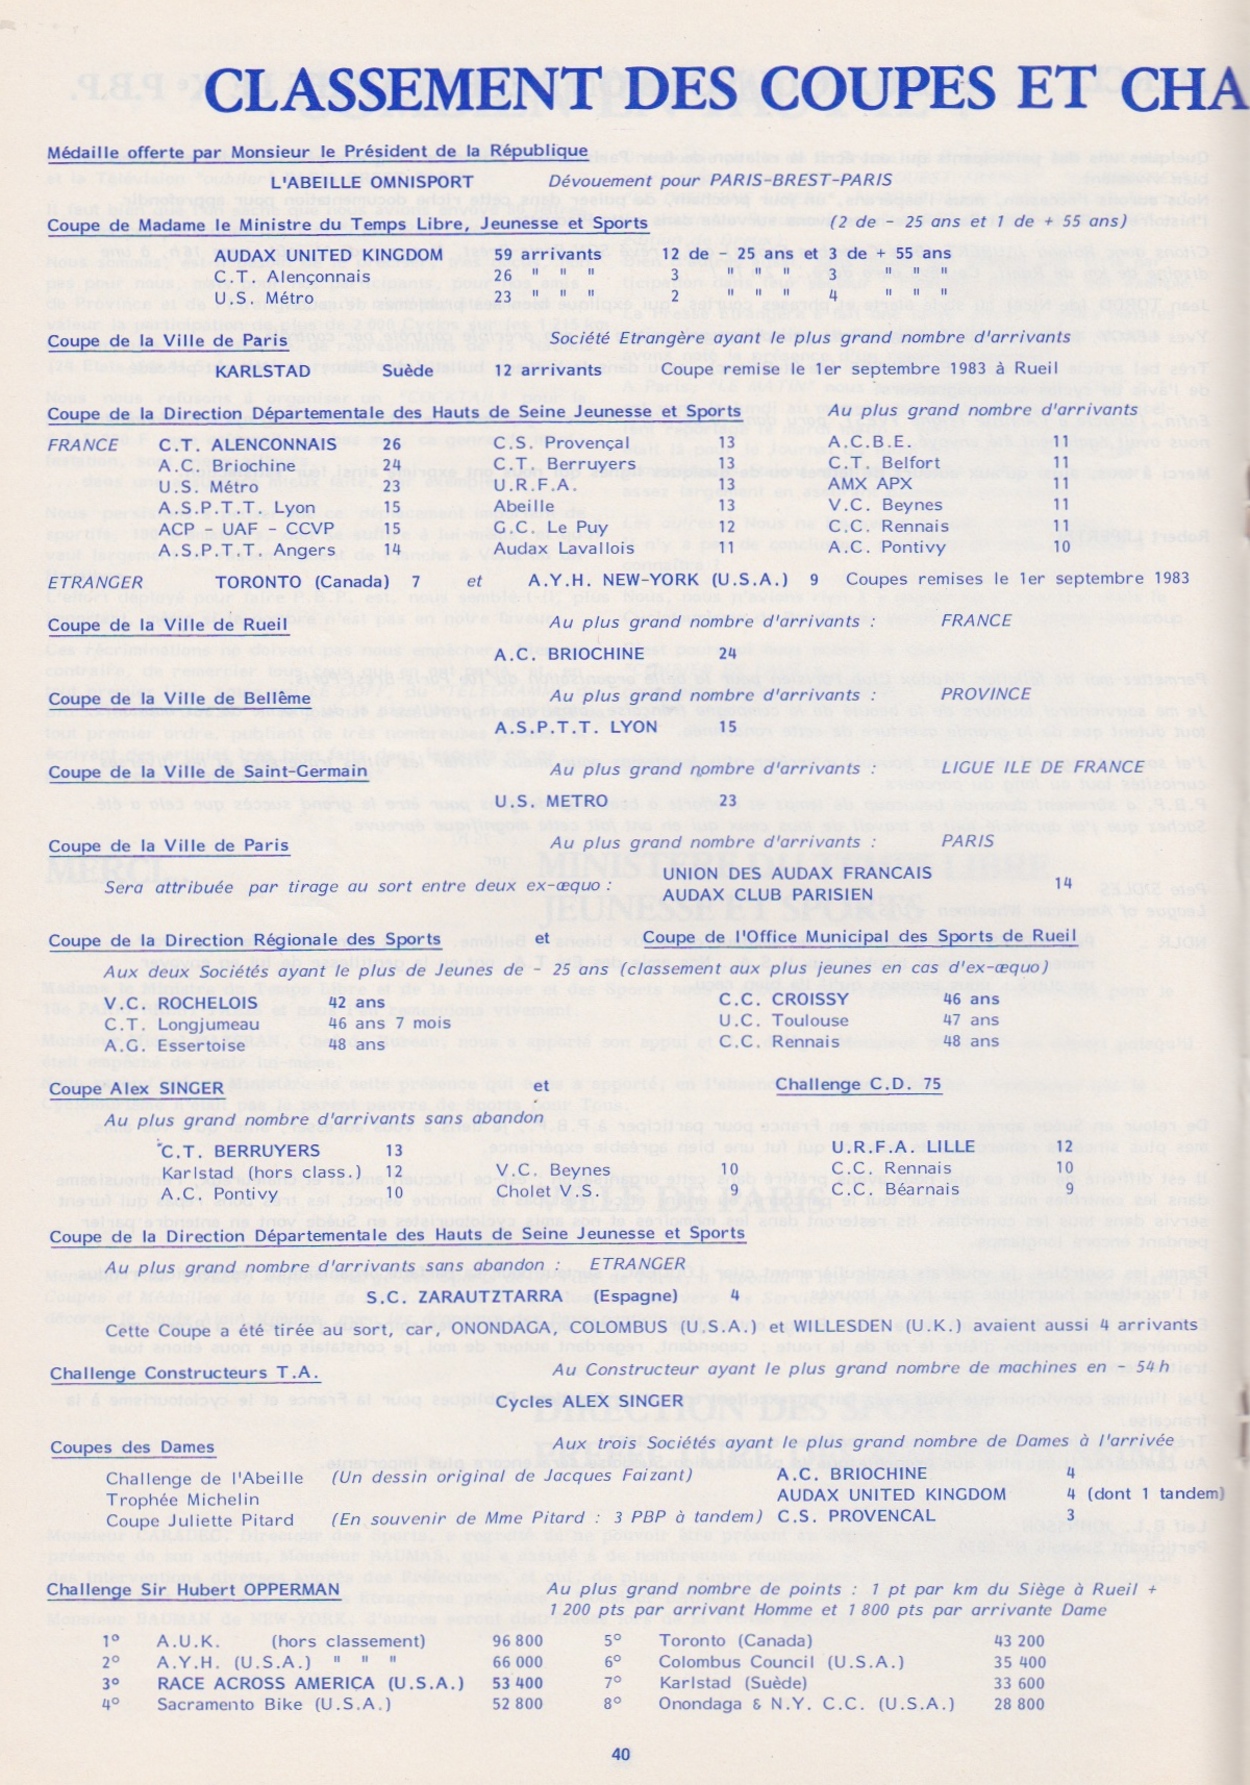 CLASSEMENT DES COUPES ET CHA
Médaille offerte par Monsieur le Président de la République
L'ABEILLE OMNISPORT Dévouement pour PARIS-BREST-PARIS
Coupe de Madame le Ministre du Temps Libre, Jeunesse et Sports (2 de - 25 ans et 1 de + 55 ans)
AUDAX UNITED KINGDOM 59 arrivants 12 de - 25 ans et 3 de + 55 ans
C.T. Alençonnais 26 " " " 3 " " " 3 " " "
U.S. Métro 23 " " " 2 " " " 4 " " "
Coupe de la Ville de Paris Société Etrangère ayant le plus grand nombre d'arrivants
KARLSTAD Suède 12 arrivants Coupe remise le 1er septembre 1983 à Rueil
Coupe de la Direction Départementale des Hauts de Seine Jeunesse et Sports Au plus grand nombre d'arrivants
FRANCE C.T. ALENCONNAIS 26 C.S. Provençal 13 A.C.B.E. 11
A.C. Briochine 24 C.T. Berruyers 13 C.T. Belfort 11
U.S. Métro 23 U.R.F.A. 13 AMX APX 11
A.S.P.T.T. Lyon 15 Abeille 13 V.C. Beynes 11
ACP - UAF - CCVP 15 G.C. Le Puy 12 C.C. Rennais 11
A.S.P.T.T. Angers 14 Audax Lavallois 11 A.C. Pontivy 10
ETRANGER TORONTO (Canada) 7 et A.Y.H. NEW-YORK (U.S.A.) 9 Coupes remises le 1er septembre 1983
Coupe de la Ville de Rueil Au plus grand nombre d'arrivants : FRANCE
A.C. BRIOCHINE 24
Coupe de la Ville de Bellême Au plus grand nombre d'arrivants : PROVINCE
A.S.P.T.T. LYON 15
Coupe de la Ville de Saint-Germain Au plus grand nombre d'arrivants : LIGUE ILE DE FRANCE
U.S. METRO 23
Coupe de la Ville de Paris Au plus grand nombre d'arrivants : PARIS
Sera attribuée par tirage au sort entre deux ex-æquo : UNION DES AUDAX FRANCAIS
AUDAX CLUB PARISIEN 14
Coupe de la Direction Régionale des Sports et Coupe de l'Office Municipal des Sports de Rueil
Aux deux Sociétés ayant le plus de Jeunes de - 25 ans (classement aux plus jeunes en cas d'ex-æquo)
V.C. ROCHELOIS 42 ans C.C. CROISSY 46 ans
C.T. Longjumeau 46 ans 7 mois U.C. Toulouse 47 ans
A.G. Essertoise 48 ans C.C. Rennais 48 ans
Coupe Alex SINGER et Challenge C.D. 75
Au plus grand nombre d'arrivants sans abandon
C.T. BERRUYERS 13 U.R.F.A. LILLE 12
Karlstad (hors class.) 12 V.C. Beynes 10 C.C. Rennais 10
A.C. Pontivy 10 Cholet V.S. 9 C.C. Béarnais 9
Coupe de la Direction Départementale des Hauts de Seine Jeunesse et Sports
Au plus grand nombre d'arrivants sans abandon : ETRANGER
S.C. ZARAUTZTARRA (Espagne) 4
Cette Coupe a été tirée au sort, car, ONONDAGA, COLOMBUS (U.S.A.) et WILLESDEN (U.K.) avaient aussi 4 arrivants
Challenge Constructeurs T.A. Au Constructeur ayant le plus grand nombre de machines en - 54 h
Cycles ALEX SINGER
Coupes des Dames Aux trois Sociétés ayant le plus grand nombre de Dames à l'arrivée
Challenge de l'Abeille (Un dessin original de Jacques Faizant) A.C. BRIOCHINE 4
Trophée Michelin AUDAX UNITED KINGDOM 4 (dont 1 tandem)
Coupe Juliette Pitard (En souvenir de Mme Pitard : 3 PBP à tandem) C.S. PROVENCAL 3
Challenge Sir Hubert OPPERMAN Au plus grand nombre de points : 1 pt par km du Siège à Rueil +
1 200 pts par arrivant Homme et 1 800 pts par arrivante Dame
1° A.U.K. (hors classement) 96 800 5° Toronto (Canada) 43 200
2° A.Y.H. (U.S.A.) " " " 66 000 6° Colombus Council (U.S.A.) 35 400
3° RACE ACROSS AMERICA (U.S.A.) 53 400 7° Karlstad (Suède) 33 600
4° Sacramento Bike (U.S.A.) 52 800 8° Onondaga & N.Y. C.C. (U.S.A.) 28 800
40